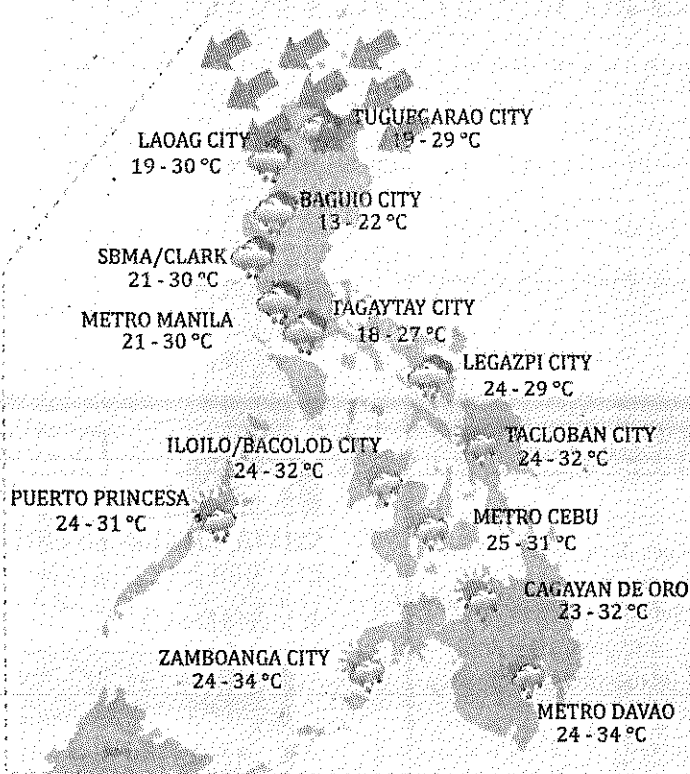 TUGUEGARAO CITY
19 - 29 °C
LAOAG CITY
19 - 30 °C
BAGUIO CITY
13 - 22 °C
SBMA/CLARK
21 - 30 °C
METRO MANILA
21 - 30 °C
TAGAYTAY CITY
18 - 27 °C
LEGAZPI CITY
24 - 29 °C
TACLOBAN CITY
24 - 32 °C
ILOILO/BACOLOD CITY
24 - 32 °C
PUERTO PRINCESA
24 - 31 °C
METRO CEBU
25 - 31 °C
CAGAYAN DE ORO
23 - 32 °C
ZAMBOANGA CITY
24 - 34 °C
METRO DAVAO
24 - 34 °C